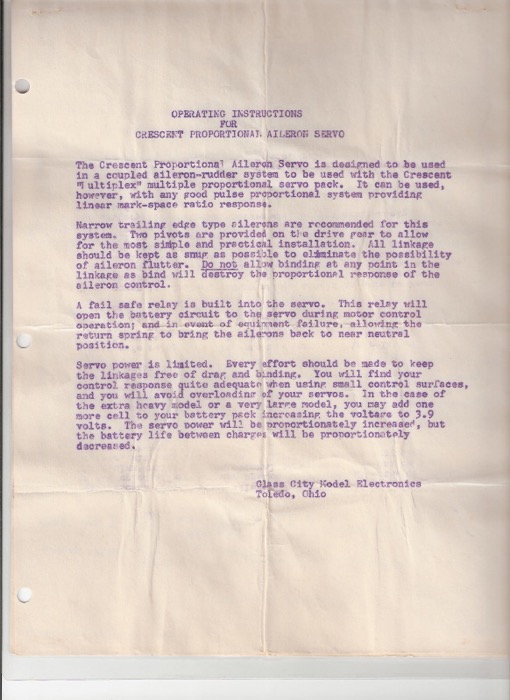 OPERATING INSTRUCTIONS
FOR
CRESCENT PROPORTIONAL AILERON SERVO
The Crescent Proportional Aileron Servo is designed to be used
in a coupled aileron-rudder system to be used with the Crescent
"Multiplex" multiple proportional servo pack. It can be used,
however, with any good pulse proportional system providing
linear mark-space ratio response.
Narrow trailing edge type ailerons are recommended for this
system. Two pivots are provided on the drive gear to allow
for the most simple and practical installation. All linkage
should be kept as snug as possible to eliminate the possibility
of aileron flutter. Do not allow binding at any point in the
linkage as bind will destroy the proportional response of the
aileron control.
A fail safe relay is built into the servo. This relay will
open the battery circuit to the servo during motor control
operation; and in event of equipment failure, allowing the
return spring to bring the ailerons back to near neutral
position.
Servo power is limited. Every effort should be made to keep
the linkages free of drag and binding. You will find your
control response quite adequate when using small control surfaces,
and you will avoid overloading of your servos. In the case of
the extra heavy model or a very large model, you may add one
more cell to your battery pack increasing the voltage to 3.9
volts. The servo power will be proportionately increased, but
the battery life between charges will be proportionately
decreased.
Glass City Model Electronics
Toledo, Ohio